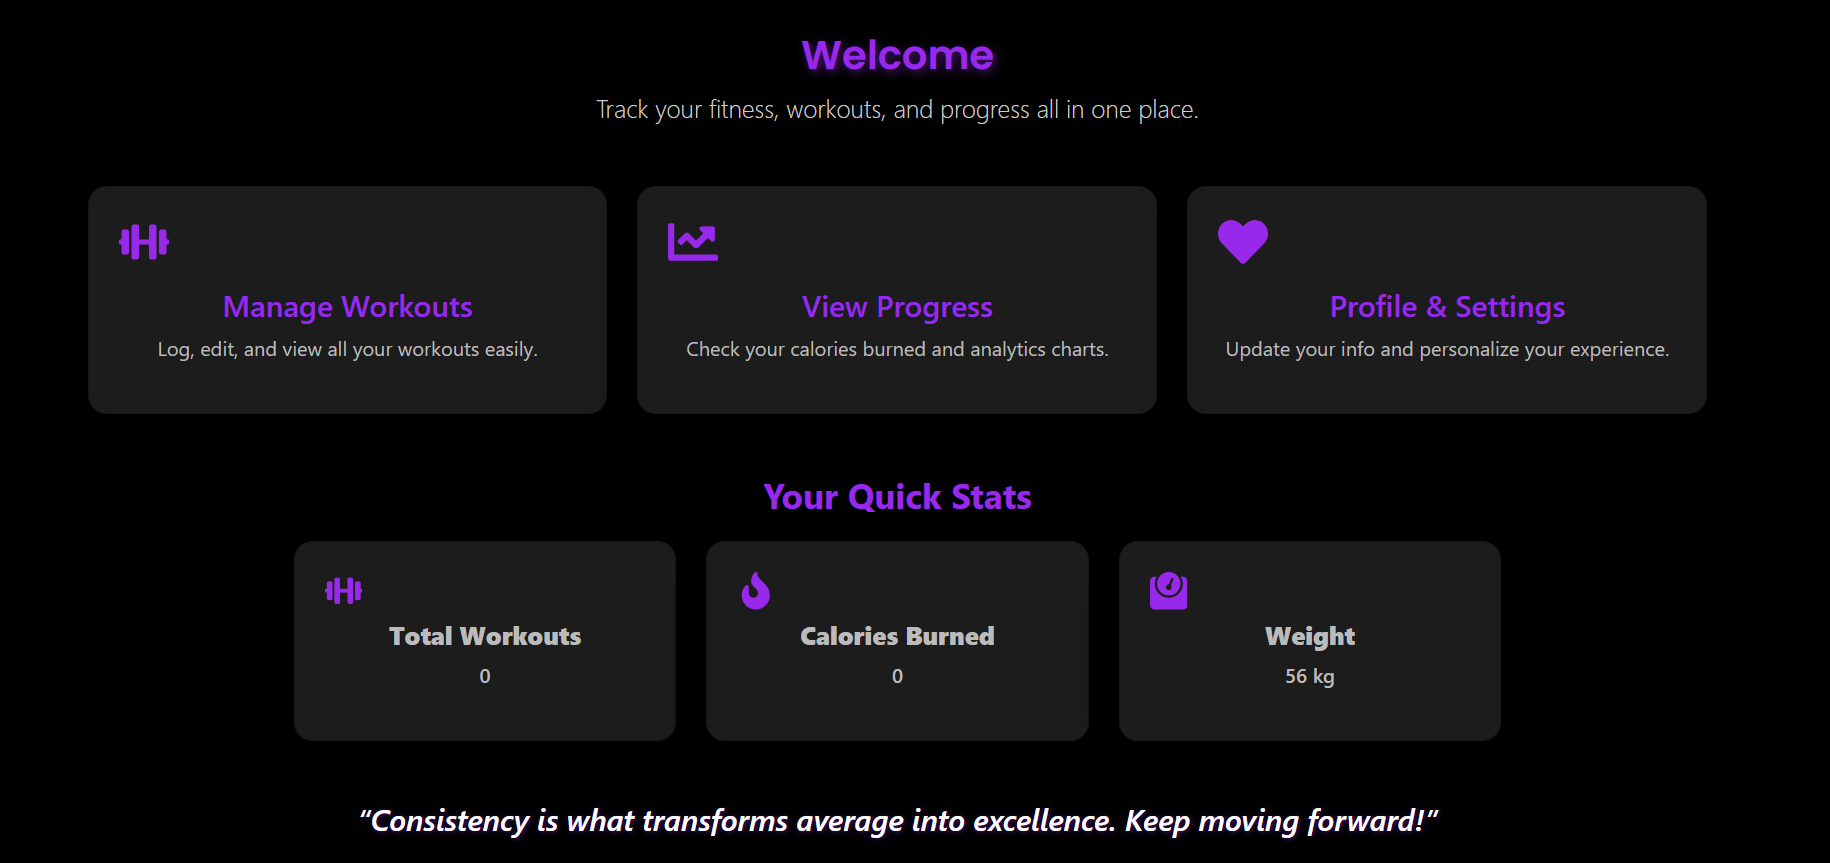 Welcome
Track your fitness, workouts, and progress all in one place.
Manage Workouts
Log, edit, and view all your workouts easily.
View Progress
Check your calories burned and analytics charts.
Profile & Settings
Update your info and personalize your experience.
Your Quick Stats
Total Workouts
0
Calories Burned
0
Weight
56 kg
“Consistency is what transforms average into excellence. Keep moving forward!”